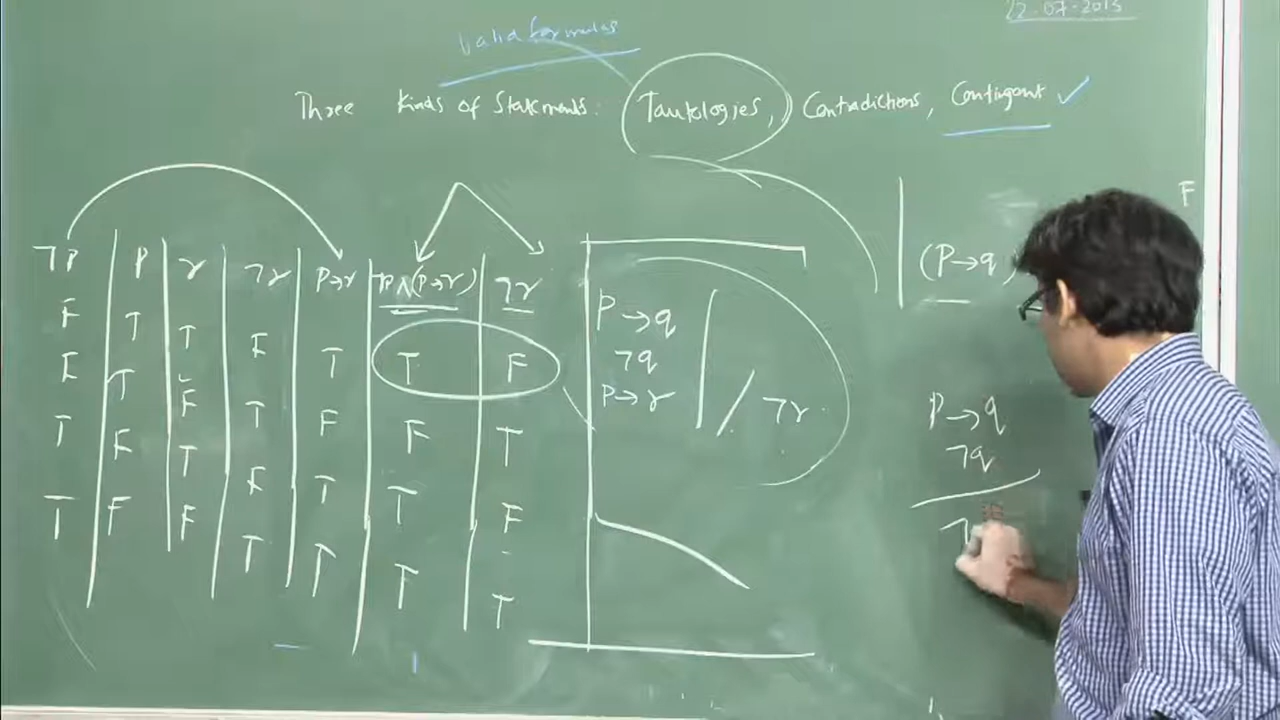 22-07-2013
Valid formulas
Three Kinds of Statements: Tautologies, Contradictions, Contingent ✓
F
¬P P r ¬r P→r ¬P∧(P→r) ¬r
F T T F T T F
F T F T F F T
T F T F T T F
T F F T T T T
P→q
¬q
P→r / ¬r
(P→q)
P→q
¬q
¬